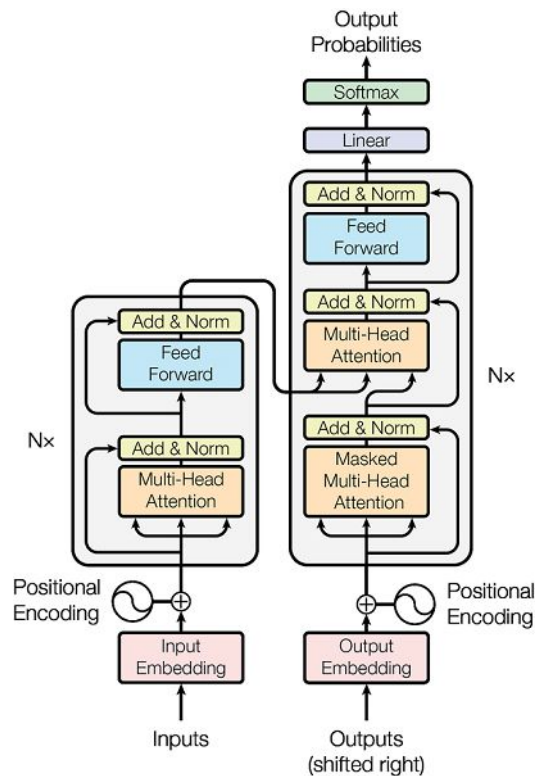 Output
Probabilities
Softmax
Linear
Add & Norm
Feed
Forward
Add & Norm
Multi-Head
Attention
Nx
Add & Norm
Masked
Multi-Head
Attention
Add & Norm
Feed
Forward
Nx
Add & Norm
Multi-Head
Attention
Positional
Encoding
Positional
Encoding
Input
Embedding
Output
Embedding
Inputs
Outputs
(shifted right)